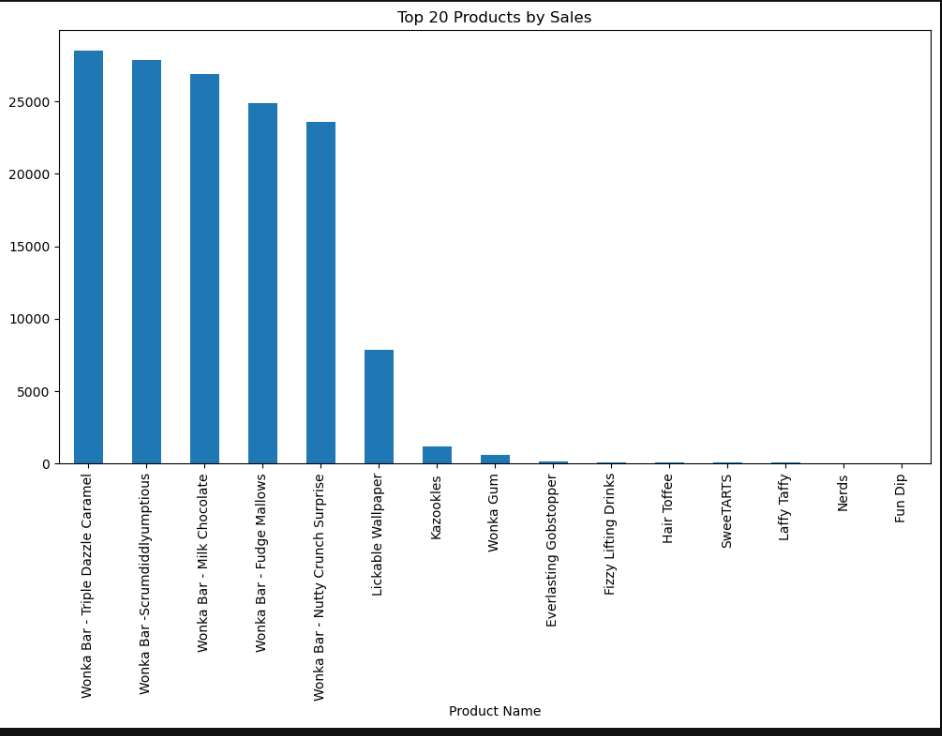 Top 20 Products by Sales
25000
20000
15000
10000
5000
0
Wonka Bar - Triple Dazzle Caramel
Wonka Bar -Scrumdiddlyumptious
Wonka Bar - Milk Chocolate
Wonka Bar - Fudge Mallows
Wonka Bar - Nutty Crunch Surprise
Lickable Wallpaper
Kazookles
Wonka Gum
Everlasting Gobstopper
Fizzy Lifting Drinks
Hair Toffee
SweeTARTS
Laffy Taffy
Nerds
Fun Dip
Product Name